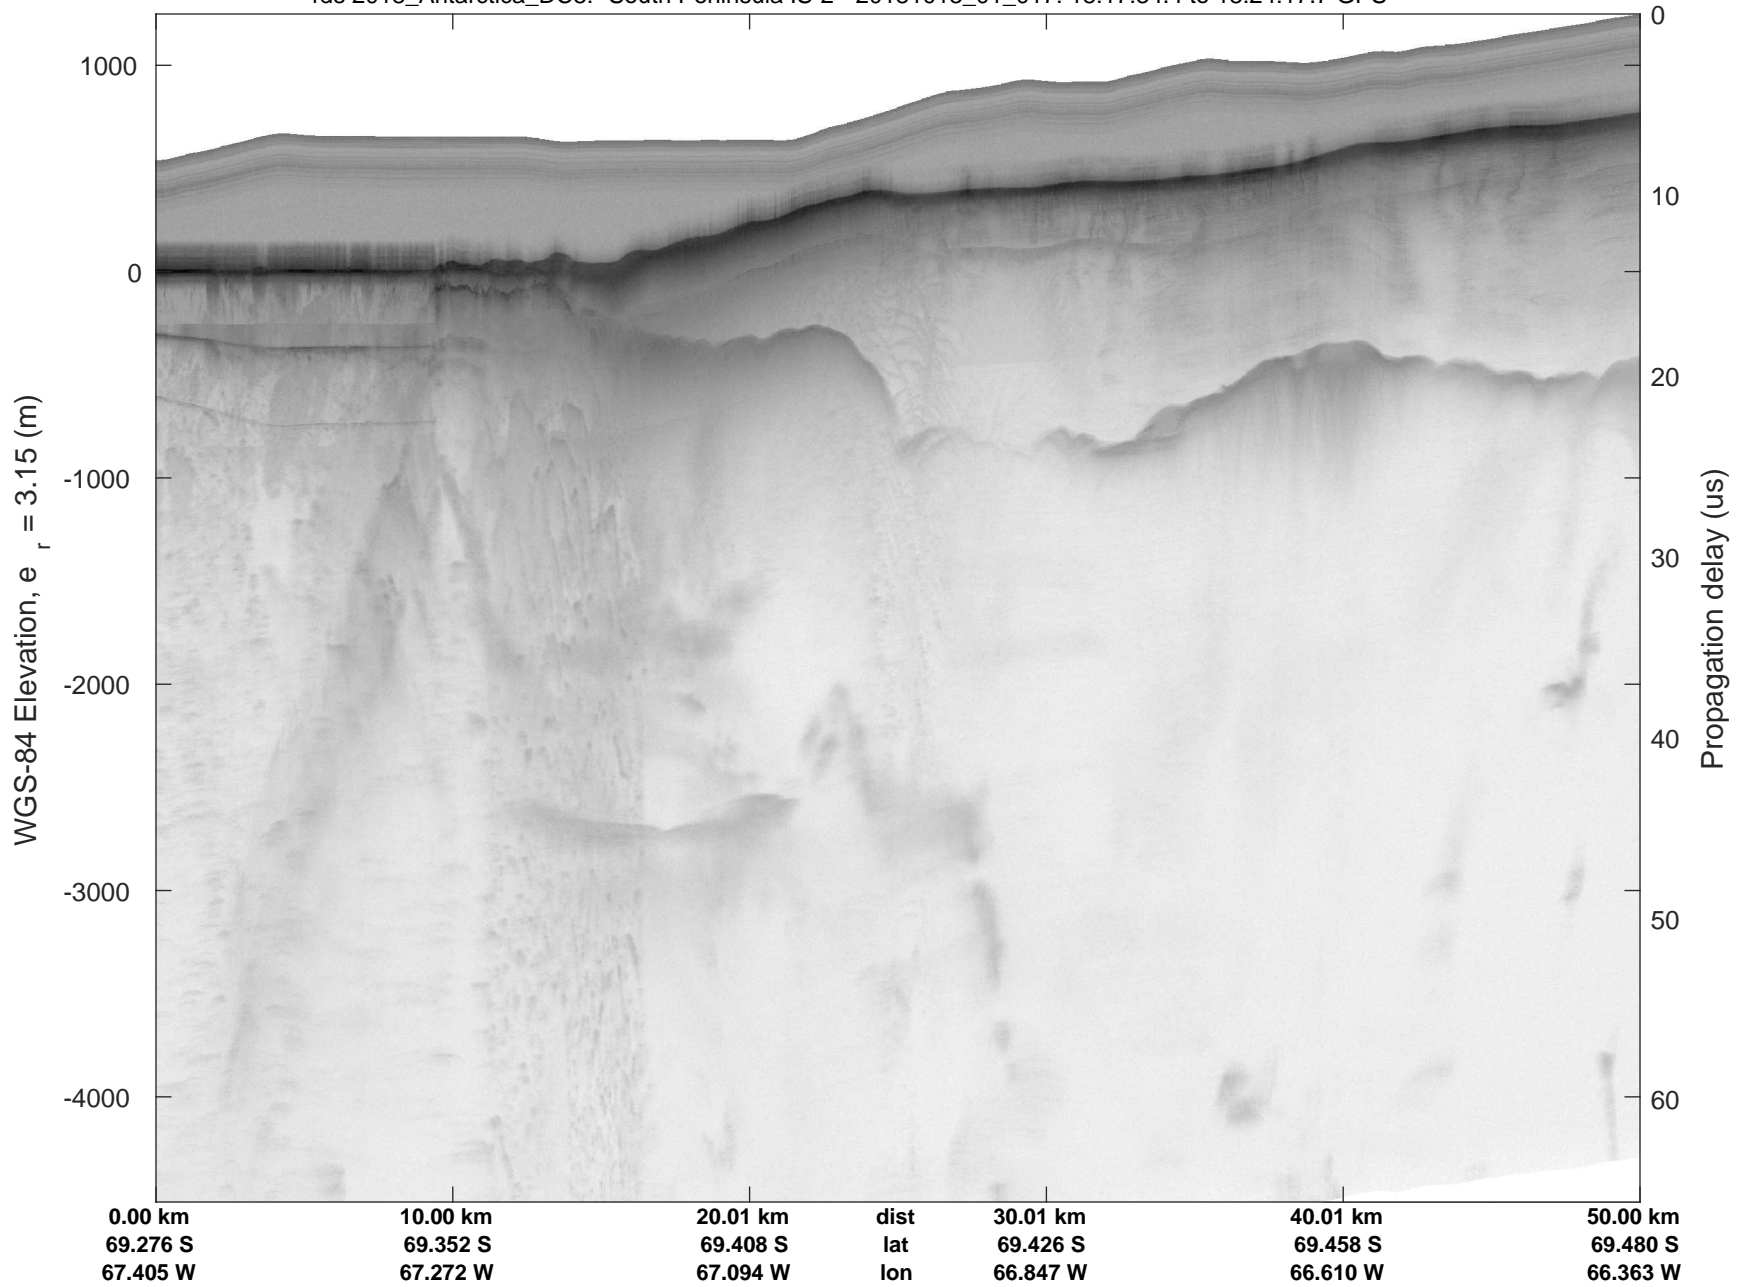 1000
0
-1000
-2000
-3000
-4000
WGS-84 Elevation, e r = 3.15 (m)
0
10
20
30
40
50
60
Propagation delay (us)
0.00 km 10.00 km 20.01 km dist 30.01 km 40.01 km 50.00 km
69.276 S 69.352 S 69.408 S lat 69.426 S 69.458 S 69.480 S
67.405 W 67.272 W 67.094 W lon 66.847 W 66.610 W 66.363 W